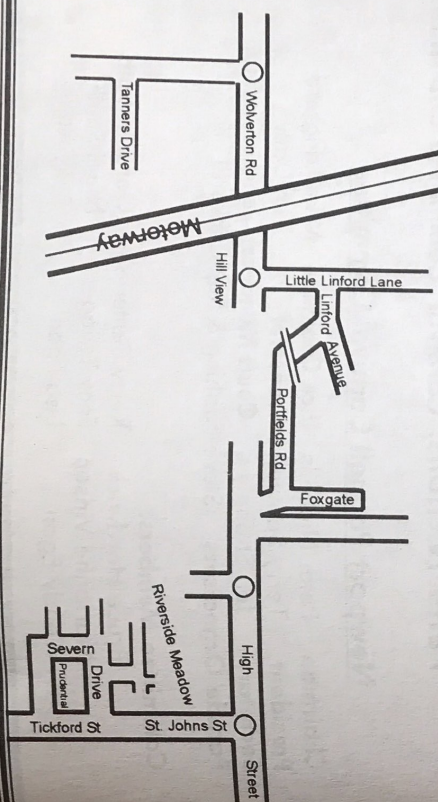 Tanners Drive
Wolverton Rd
Motorway
Hill View
Little Linford Lane
Linford Avenue
Portfields Rd
Foxgate
Riverside Meadow
High Street
Severn Drive
Prudential
Tickford St
St. Johns St